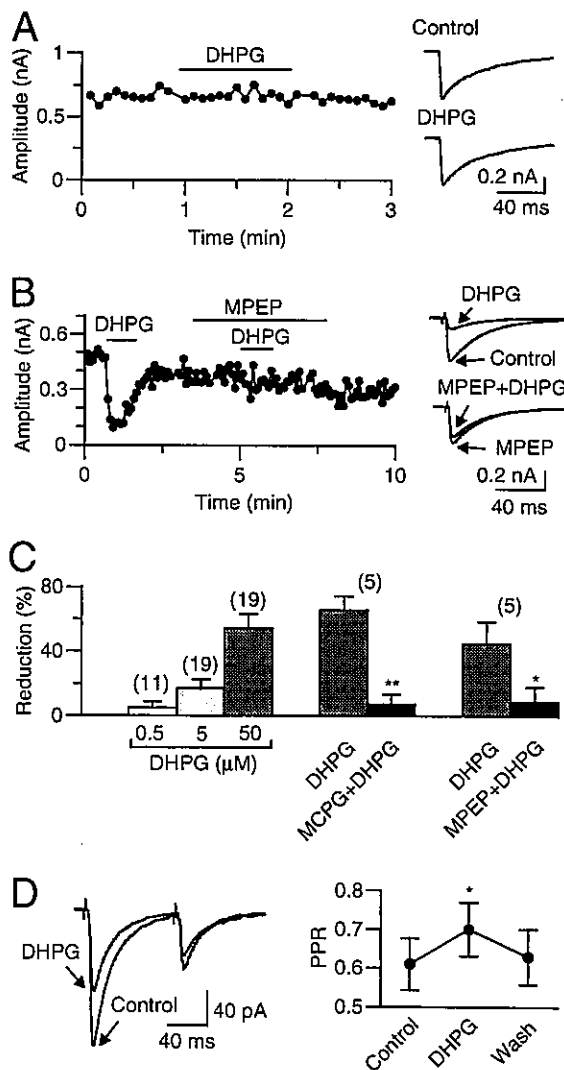 A
Amplitude (nA)
1
0.5
0
DHPG
0
1
2
3
Time (min)
Control
DHPG
0.2 nA
40 ms
B
Amplitude (nA)
0.6
0.3
0
DHPG
MPEP
DHPG
0
5
10
Time (min)
DHPG
Control
MPEP+DHPG
MPEP
0.2 nA
40 ms
C
Reduction (%)
80
40
0
(11)
(19)
(19)
(5)
**
(5)
*
0.5 5 50
DHPG (μM)
DHPG
MCPG+DHPG
DHPG
MPEP+DHPG
D
DHPG
Control
40 pA
40 ms
PPR
0.8
0.7
0.6
0.5
*
Control
DHPG
Wash